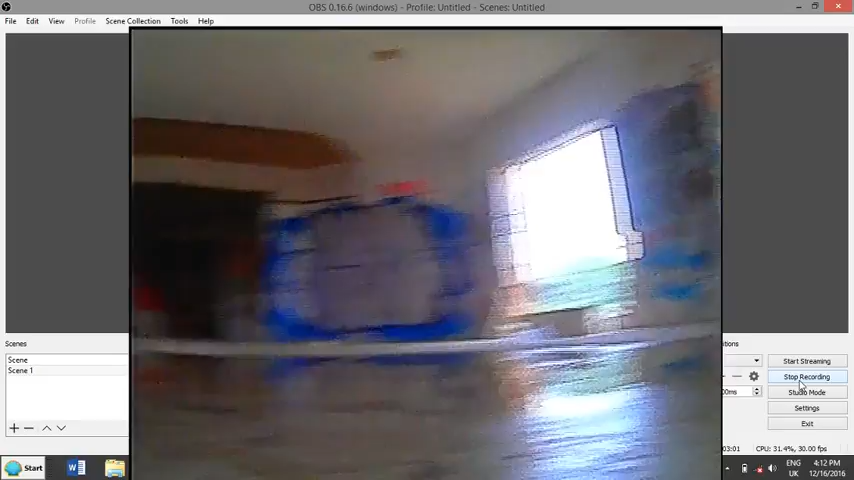 OBS 0.16.6 (windows) - Profile: Untitled - Scenes: Untitled
File Edit View Profile Scene Collection Tools Help
Scenes
Scene
Scene 1
Start Streaming
Stop Recording
Studio Mode
Settings
Exit
CPU: 31.4%, 30.00 fps
Start
ENG
UK
4:12 PM
12/16/2016